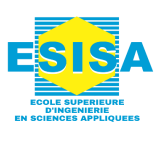 ESISA
ECOLE SUPERIEURE
D'INGENIERIE
EN SCIENCES APPLIQUEES